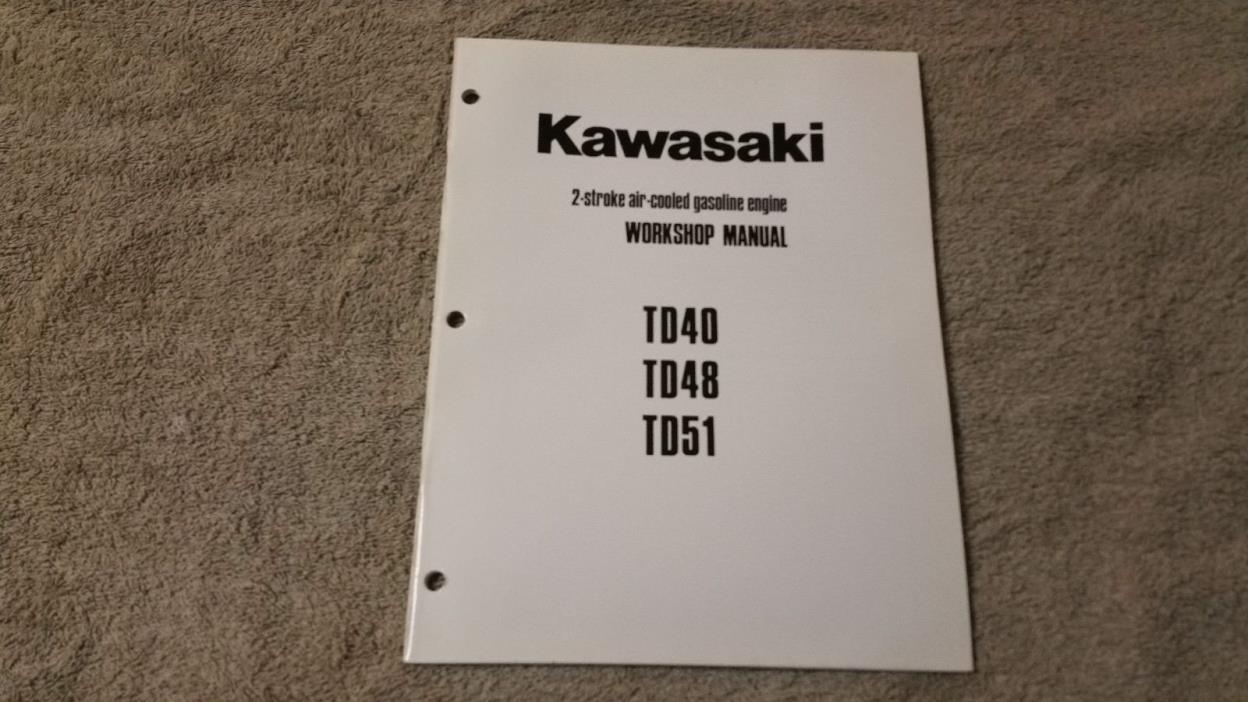 Kawasaki
2-stroke air-cooled gasoline engine
WORKSHOP MANUAL
TD40
TD48
TD51